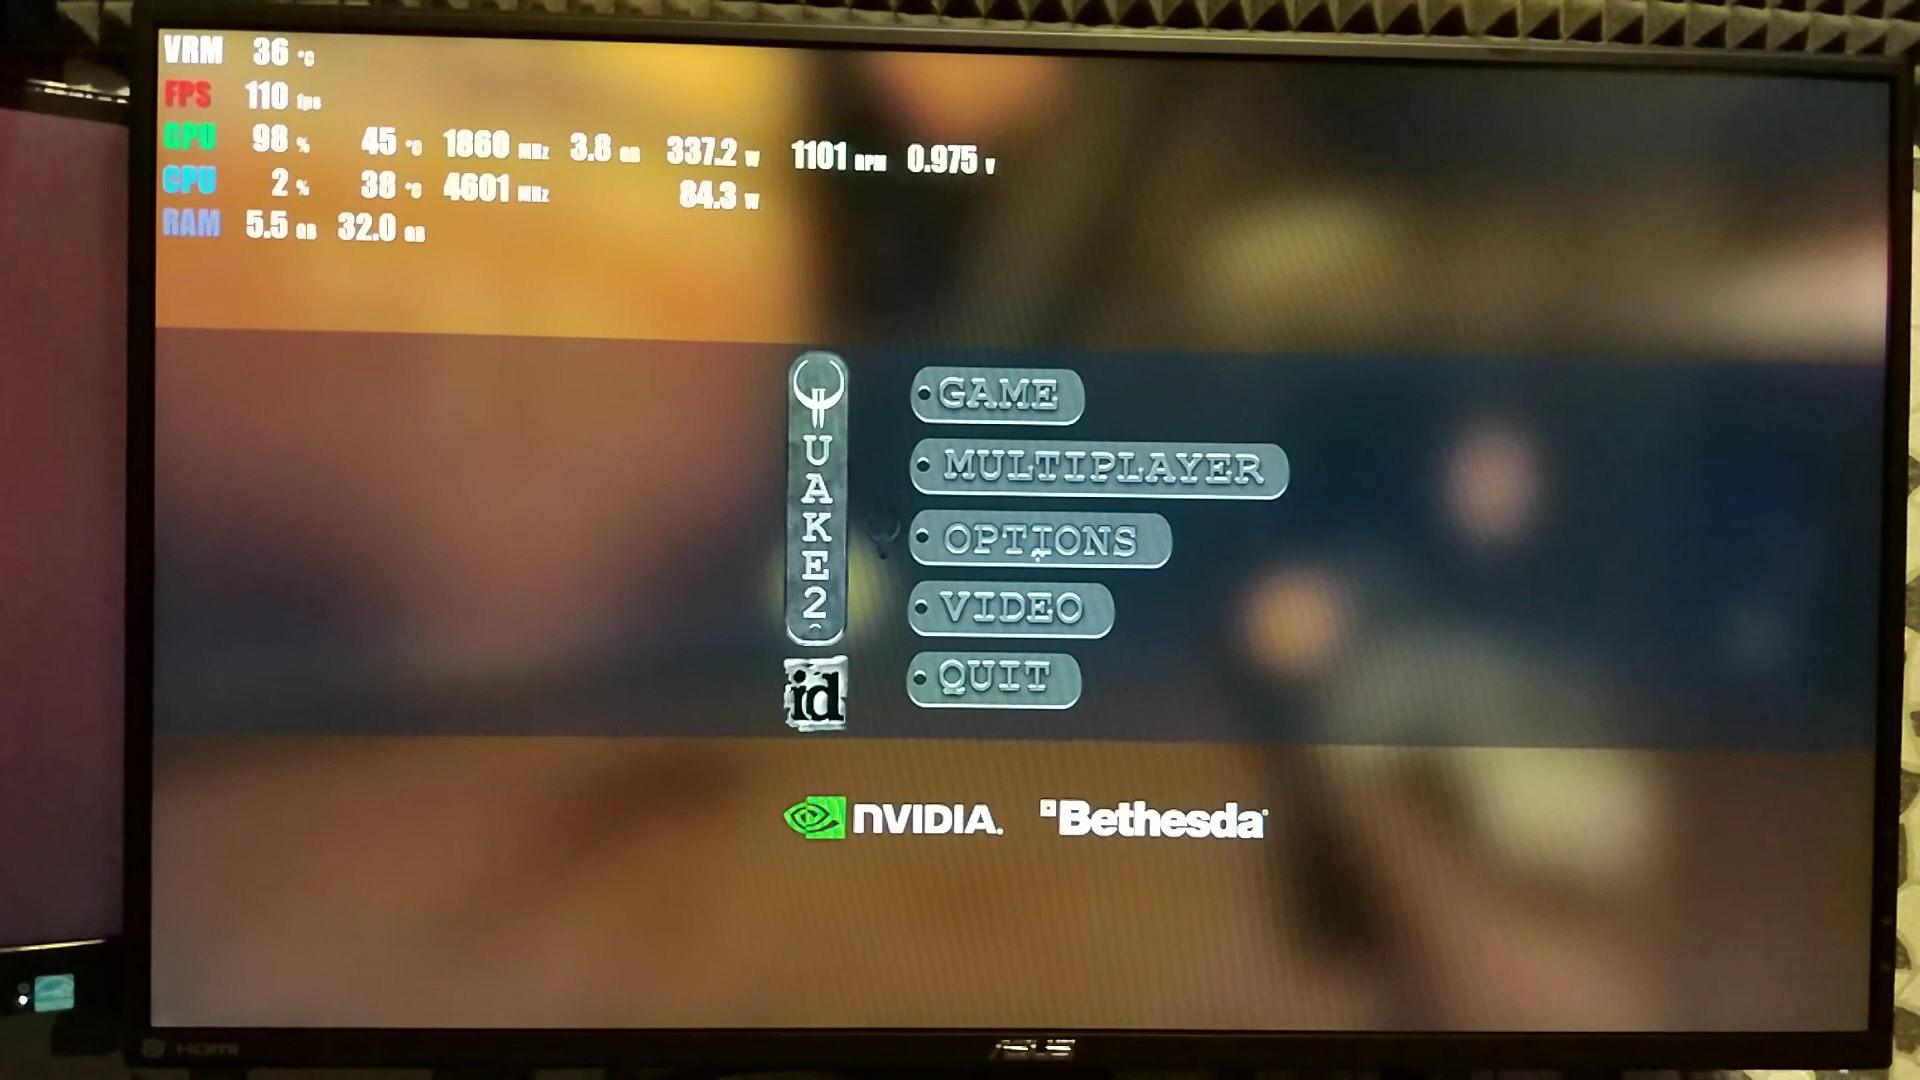 VRM 36 °C
FPS 110 fps
GPU 98 % 45 °C 1860 MHz 3.8 GB 337.2 W 1101 RPM 0.975 V
CPU 2 % 38 °C 4601 MHz 84.3 W
RAM 5.5 GB 32.0 GB
QUAKE2
id
GAME
MULTIPLAYER
OPTIONS
VIDEO
QUIT
NVIDIA.
Bethesda
HDMI
ASUS